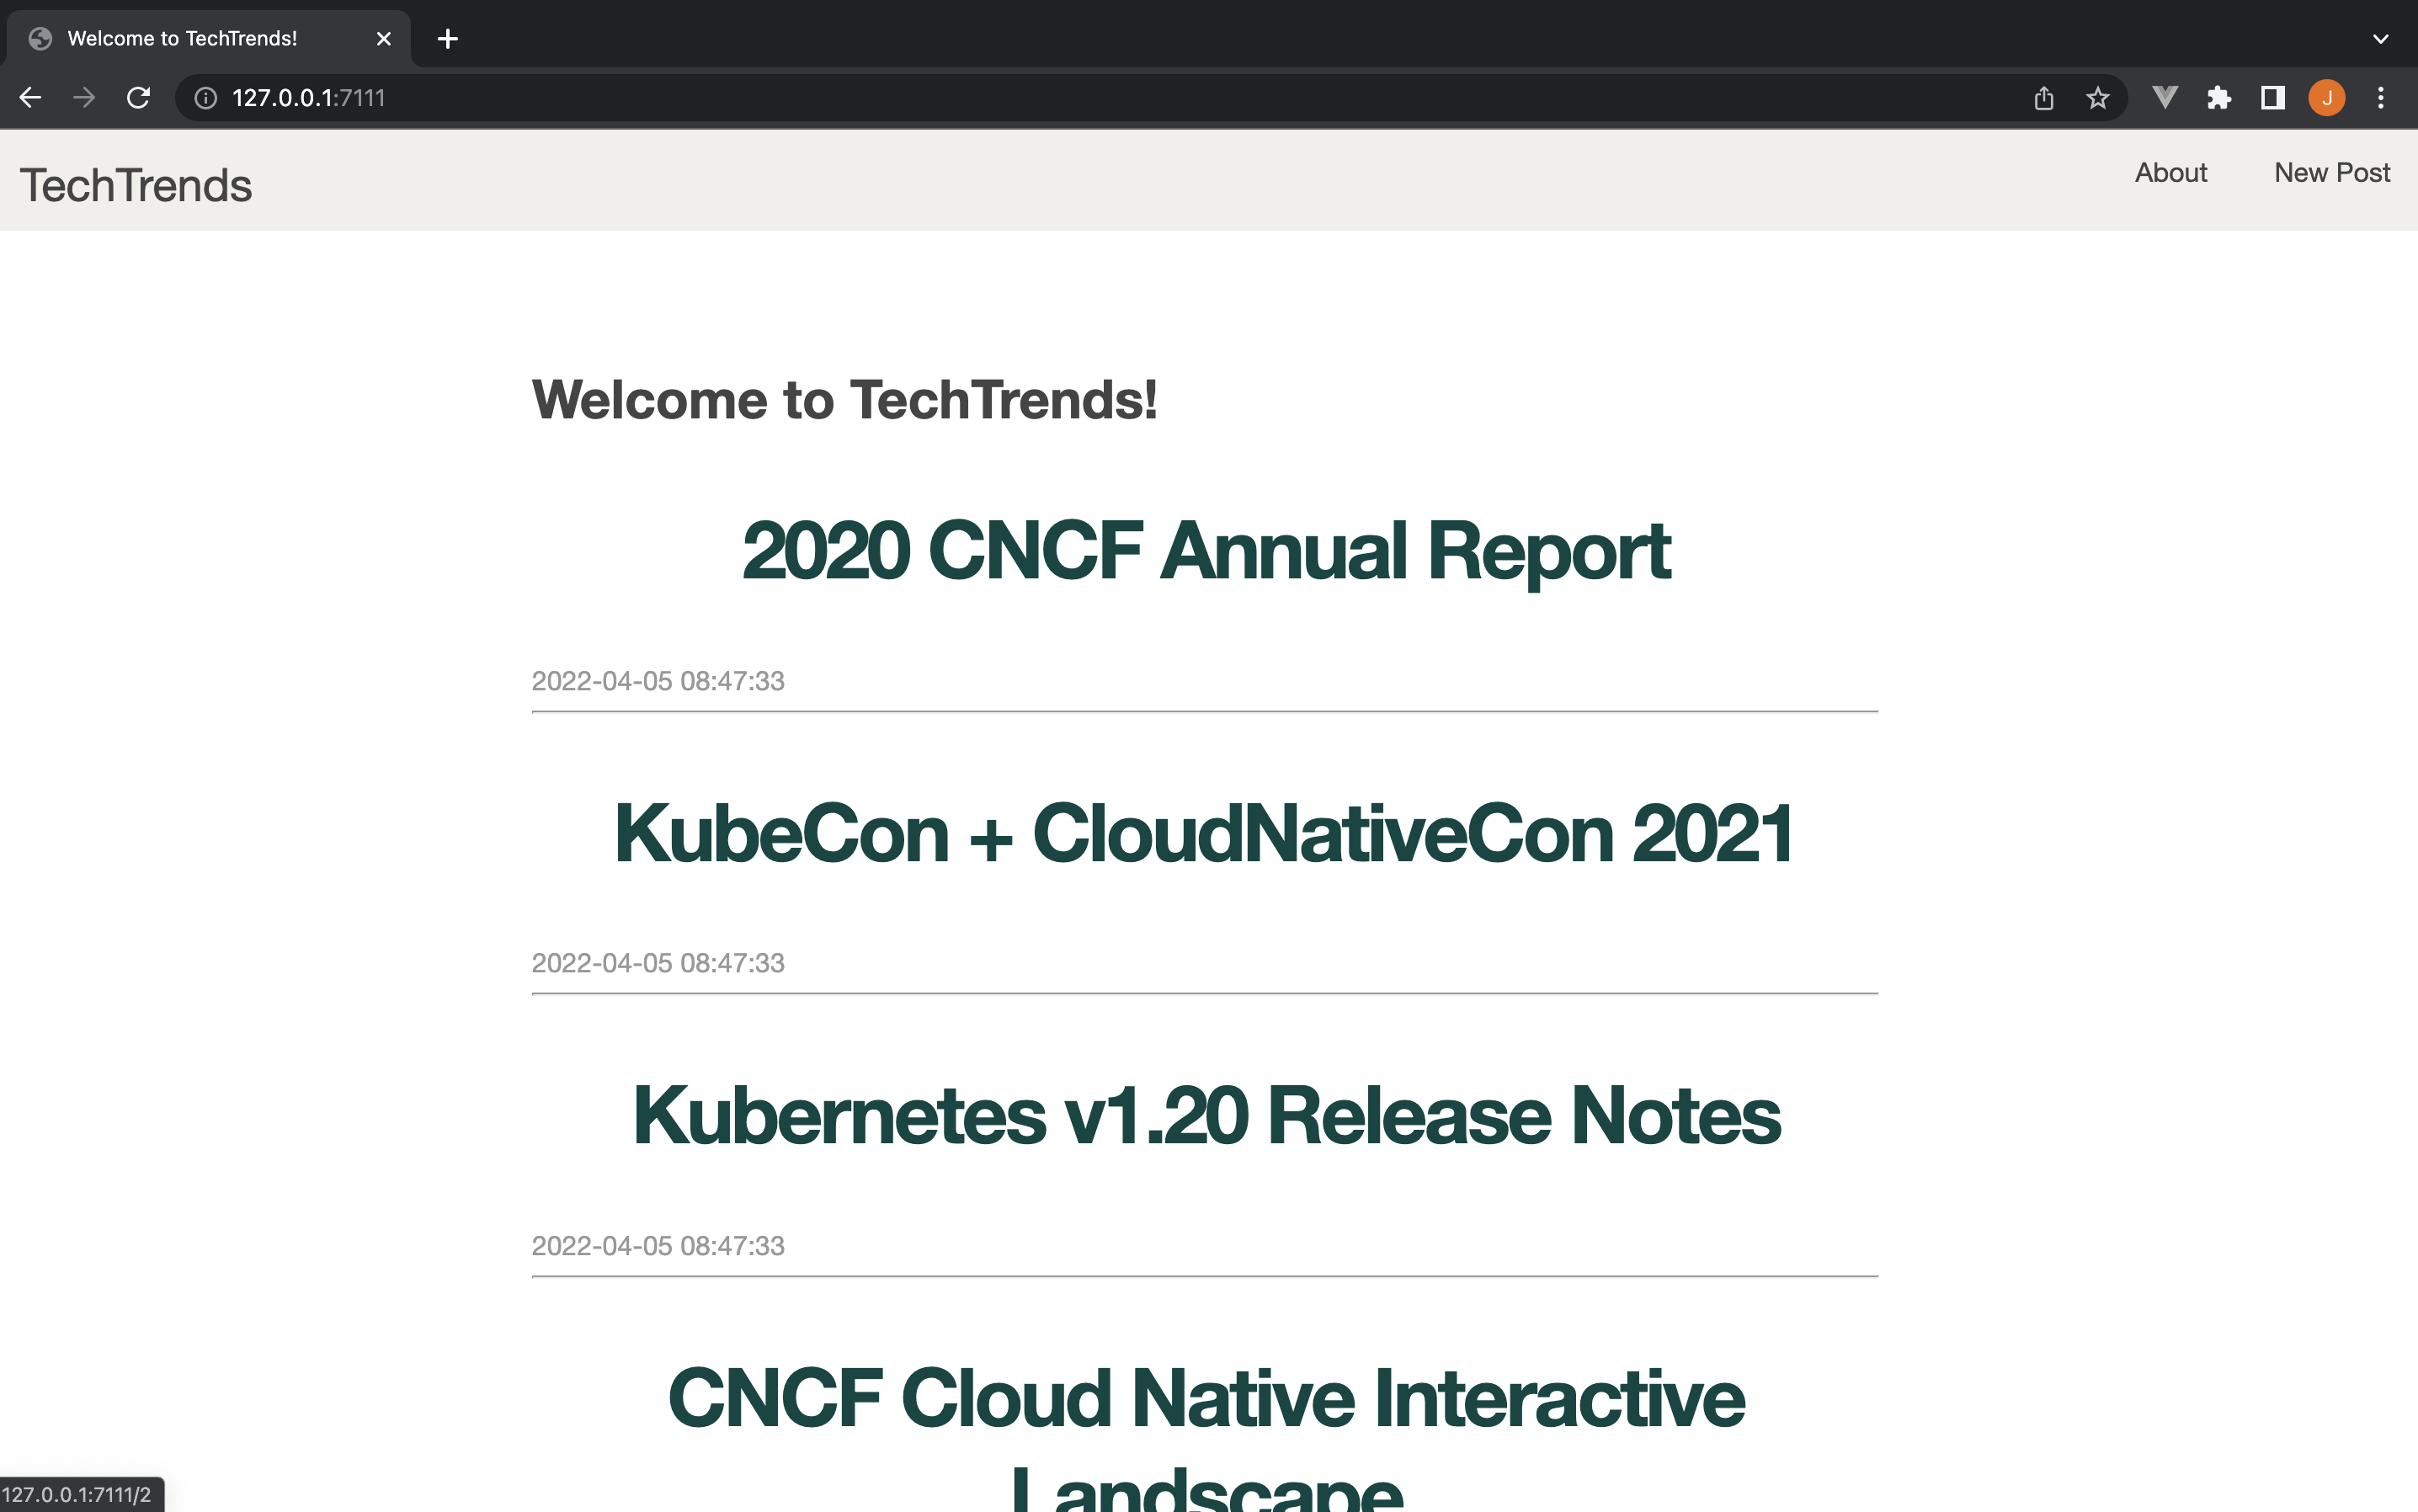 Welcome to TechTrends!
127.0.0.1:7111
J
TechTrends
About
New Post
Welcome to TechTrends!
2020 CNCF Annual Report
2022-04-05 08:47:33
KubeCon + CloudNativeCon 2021
2022-04-05 08:47:33
Kubernetes v1.20 Release Notes
2022-04-05 08:47:33
CNCF Cloud Native Interactive
Landscape
127.0.0.1:7111/2